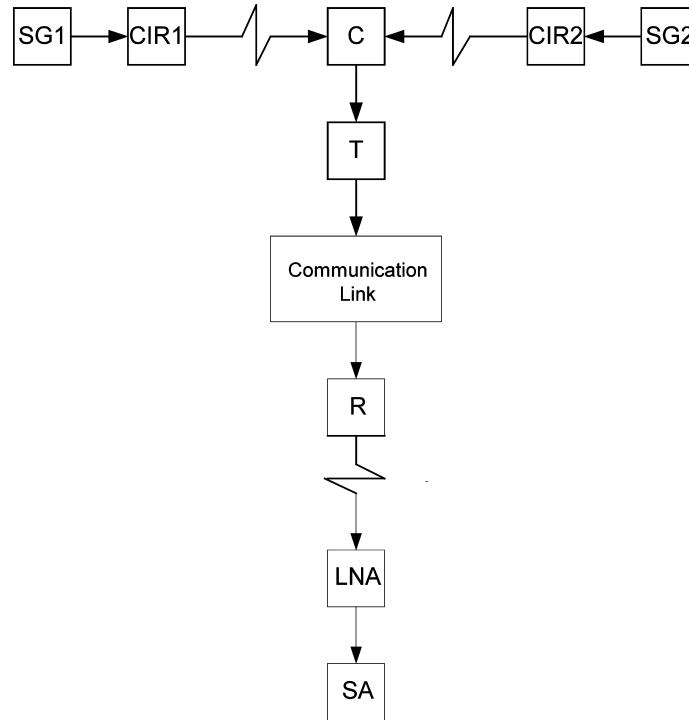 SG1
CIR1
C
CIR2
SG2
T
Communication
Link
R
LNA
SA